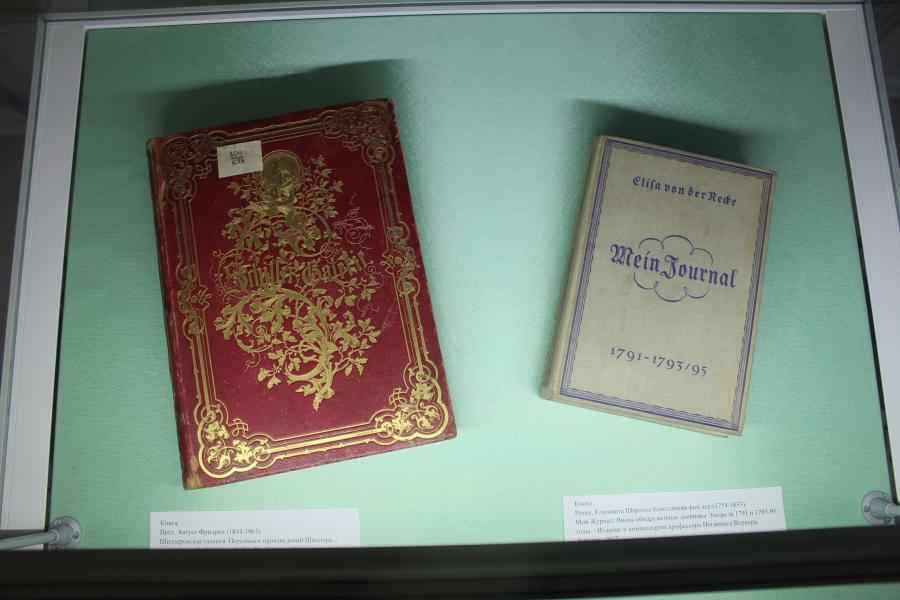 Schiller-Galerie
Elisa von der Recke
Mein Journal
1791-1793/95
Книга.
Пехт, Август Фридрих (1814-1903).
Шиллеровская галерея. Персонажи произведений Шиллера.
Книга.
Рекке, Елизавета Шарлотта Констанция фон дер (1754-1833).
Мой Журнал. Вновь обнаруженные дневники Элизы за 1791 и 1793-95
годы. - Издание и комментарии профессора Иоганнеса Вернера.